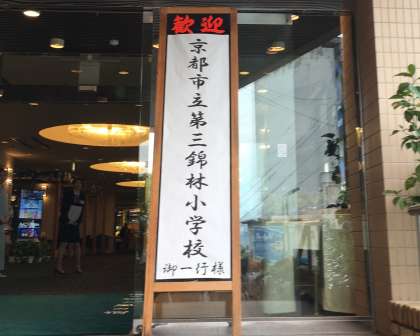 歓迎
京都市立第三錦林小学校
御一行様